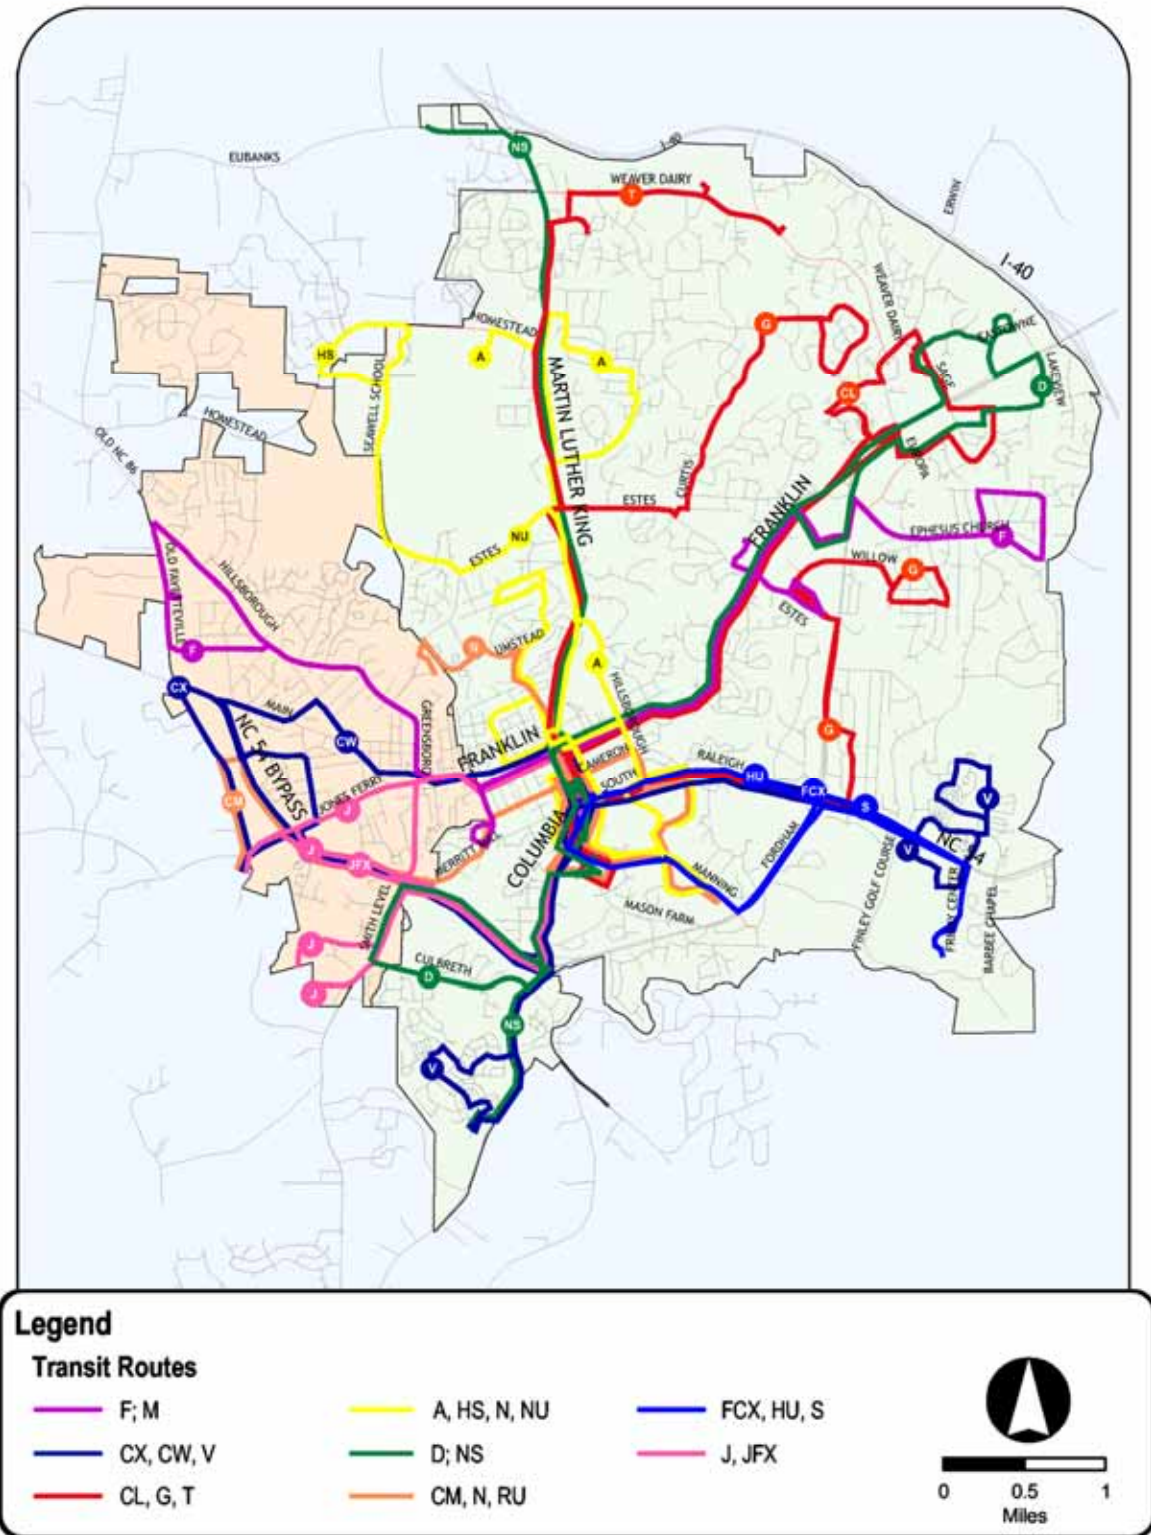 NS
I-40
EUBANKS
WEAVER DAIRY
T
ERWIN
I-40
WEAVER DAIRY
HOMESTEAD
G
EASTOWNE
HS
A
A
SAGE
LAKEVIEW
D
SEAWELL SCHOOL
MARTIN LUTHER KING
CL
HOMESTEAD
OLD NC 86
EUROPA
CURTIS
ESTES
FRANKLIN
NU
EPHESUS CHURCH
F
ESTES
WILLOW
G
OLD FAYETTEVILLE
HILLSBOROUGH
ESTES
UMSTEAD
N
F
A
HILLSBOROUGH
CX
MAIN
GREENSBORO
G
CW
FRANKLIN
NC 54 BYPASS
CAMERON
RALEIGH
SOUTH
HU
JONES FERRY
FCX
CM
J
S
V
COLUMBIA
FORDHAM
NC 54
J
JFX
MERRITT MILL
V
MANNING
FINLEY GOLF COURSE
FRIDAY CENTER
BARBEE CHAPEL
SMITH LEVEL
MASON FARM
J
CULBRETH
D
J
NS
V
Legend
Transit Routes
F; M
A, HS, N, NU
FCX, HU, S
CX, CW, V
D; NS
J, JFX
CL, G, T
CM, N, RU
0 0.5 1
Miles